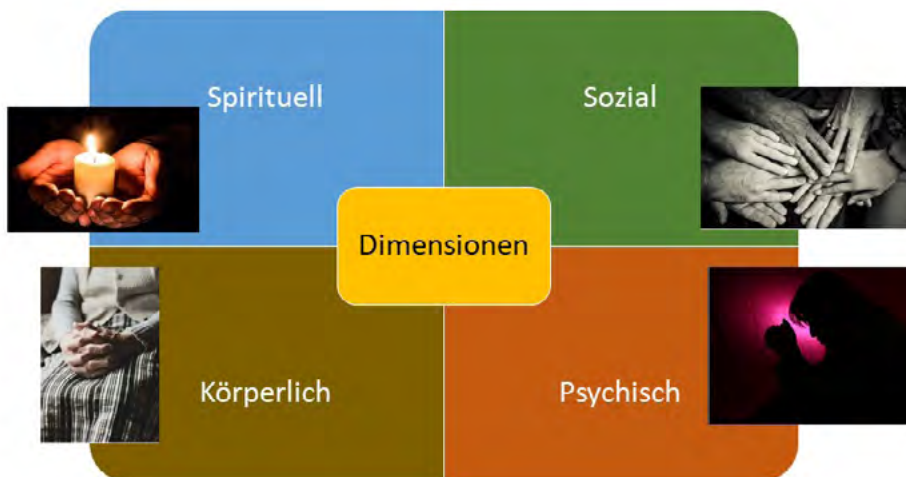 Spirituell
Sozial
Dimensionen
Körperlich
Psychisch